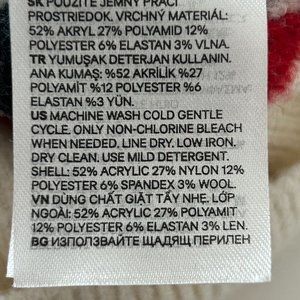 SK POUŽITE JEMNÝ PRACÍ
PROSTRIEDOK. VRCHNÝ MATERIÁL:
52% AKRYL 27% POLYAMID 12%
POLYESTER 6% ELASTAN 3% VLNA.
TR YUMUŞAK DETERJAN KULLANIN.
ANA KUMAŞ: %52 AKRİLİK %27
POLYAMİT %12 POLYESTER %6
ELASTAN %3 YÜN.
US MACHINE WASH COLD GENTLE
CYCLE. ONLY NON-CHLORINE BLEACH
WHEN NEEDED. LINE DRY. LOW IRON.
DRY CLEAN. USE MILD DETERGENT.
SHELL: 52% ACRYLIC 27% NYLON 12%
POLYESTER 6% SPANDEX 3% WOOL.
VN DÙNG CHẤT GIẶT TẨY NHẸ. LỚP
NGOÀI: 52% ACRYLIC 27% POLYAMIT
12% POLYESTER 6% ELASTAN 3% LEN.
BG ИЗПОЛЗВАЙТЕ ЩАДЯЩ ПЕРИЛЕН